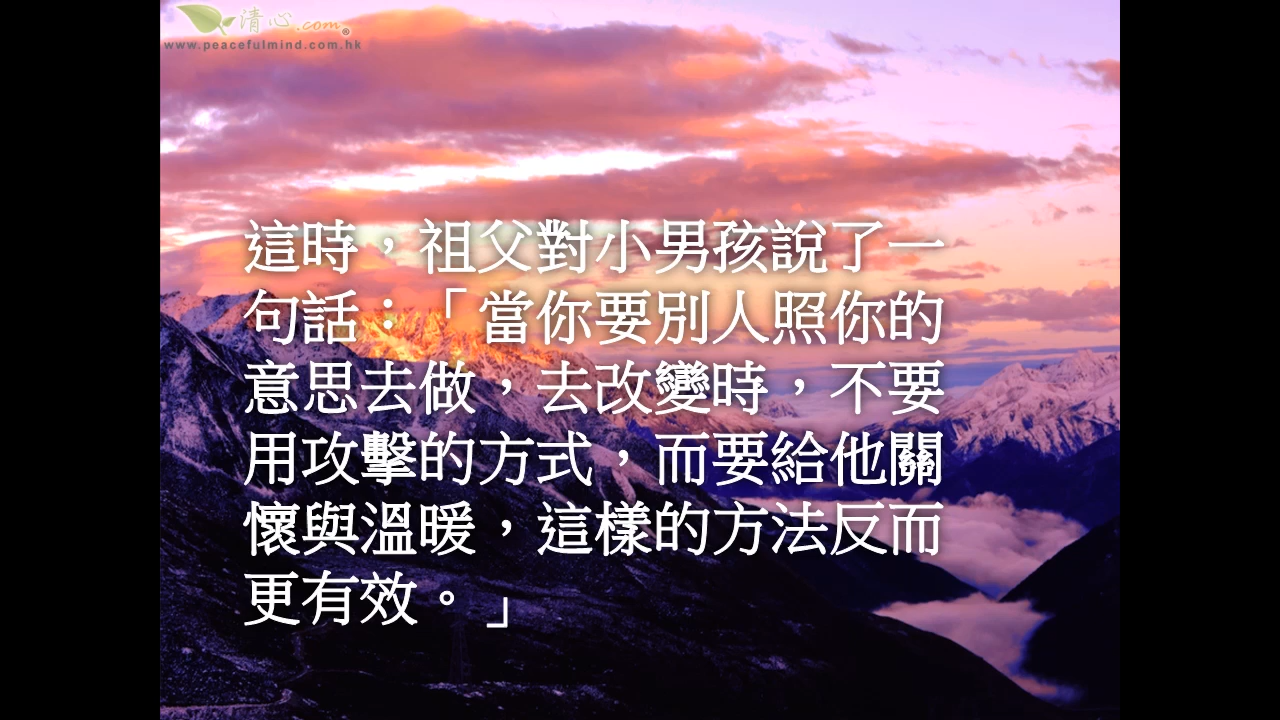 清心.com®
www.peacefulmind.com.hk
這時，祖父對小男孩說了一
句話：「當你要別人照你的
意思去做，去改變時，不要
用攻擊的方式，而要給他關
懷與溫暖，這樣的方法反而
更有效。」